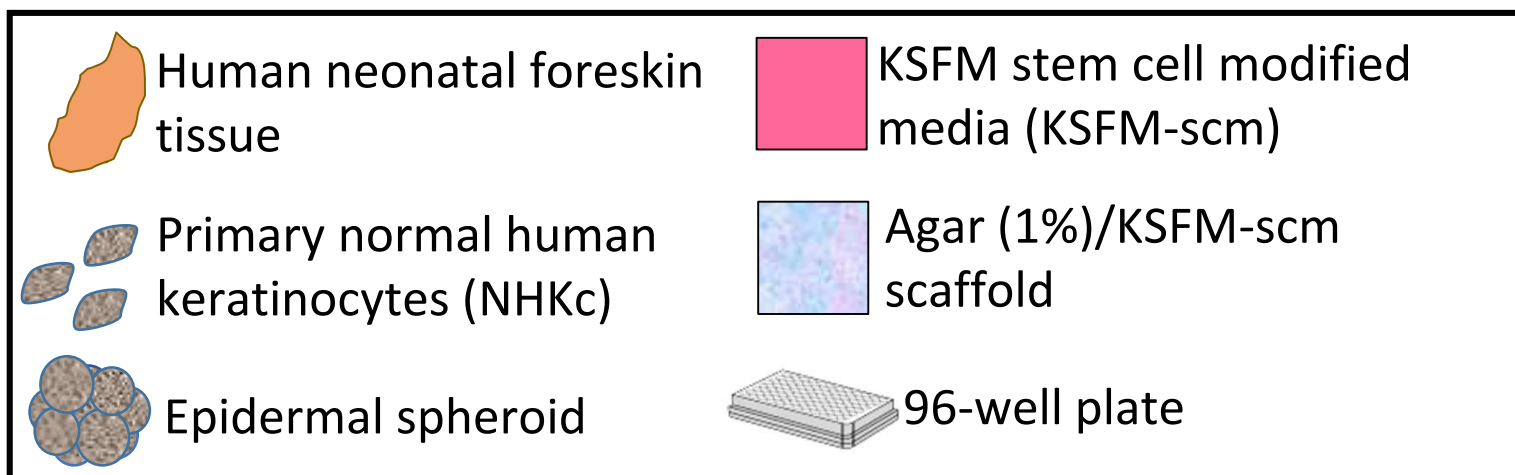 Human neonatal foreskin
tissue
KSFM stem cell modified
media (KSFM-scm)
Primary normal human
keratinocytes (NHKc)
Agar (1%)/KSFM-scm
scaffold
Epidermal spheroid
96-well plate